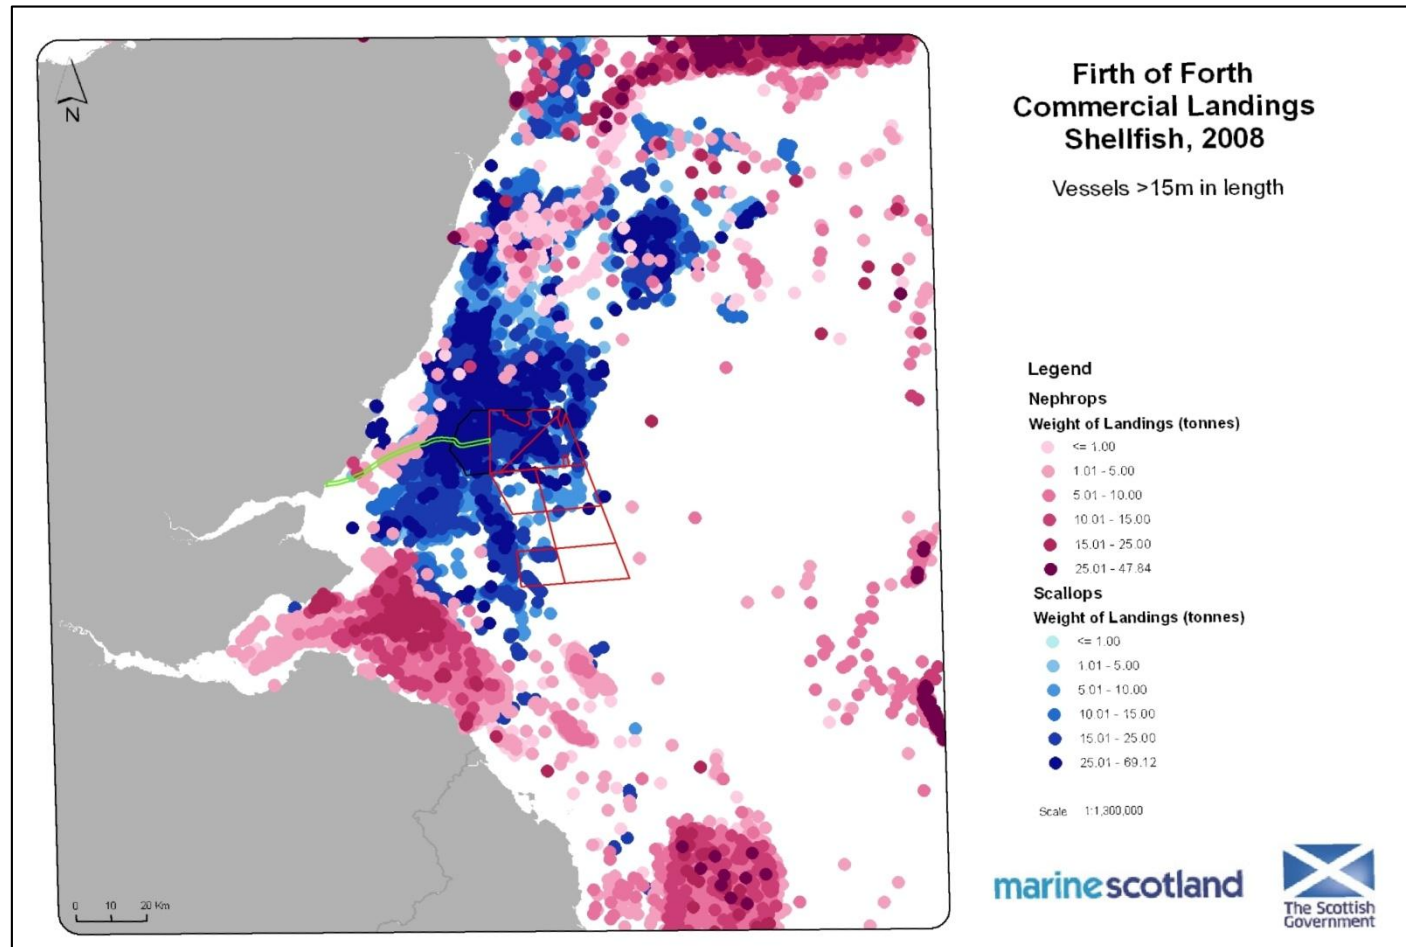 N
0 10 20 Km
Firth of Forth
Commercial Landings
Shellfish, 2008
Vessels >15m in length
Legend
Nephrops
Weight of Landings (tonnes)
<= 1.00
1.01 - 5.00
5.01 - 10.00
10.01 - 15.00
15.01 - 25.00
25.01 - 47.84
Scallops
Weight of Landings (tonnes)
<= 1.00
1.01 - 5.00
5.01 - 10.00
10.01 - 15.00
15.01 - 25.00
25.01 - 69.12
Scale 1:1,300,000
marinescotland
The Scottish
Government